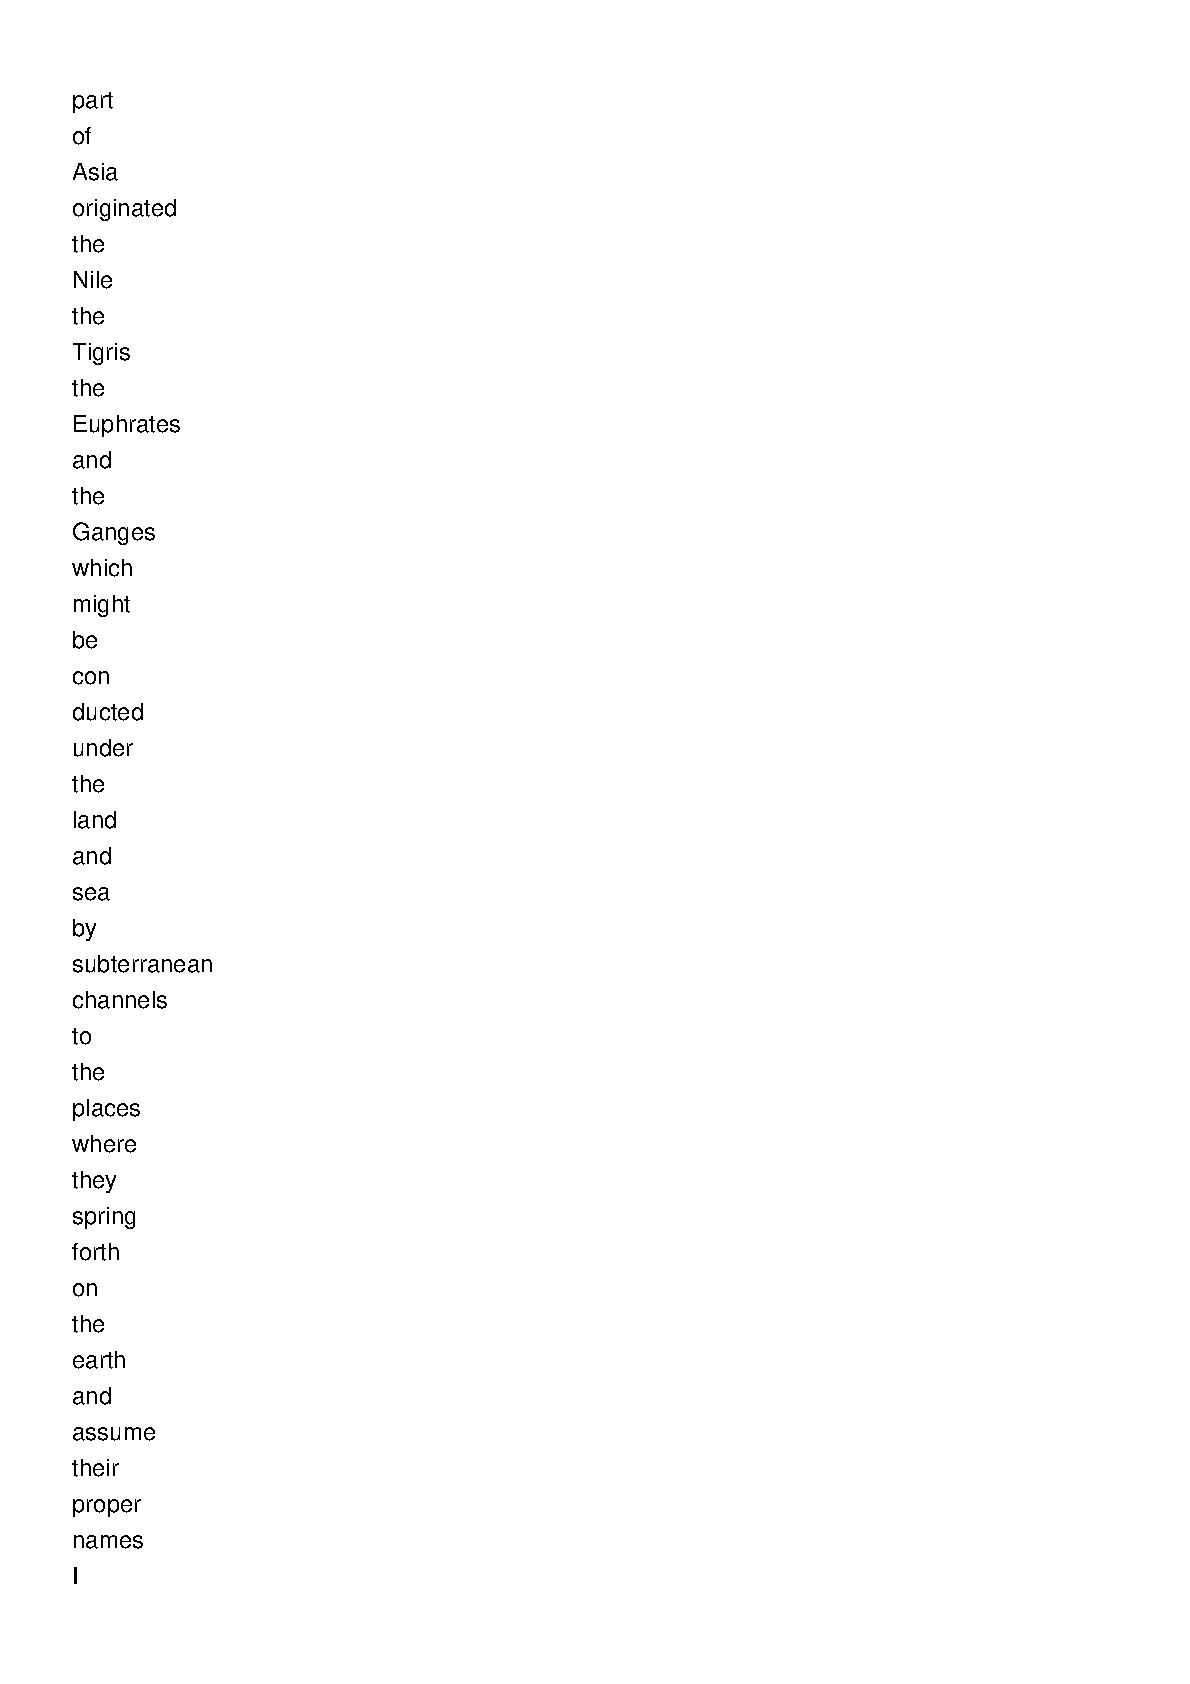 part
of
Asia
originated
the
Nile
the
Tigris
the
Euphrates
and
the
Ganges
which
might
be
con
ducted
under
the
land
and
sea
by
subterranean
channels
to
the
places
where
they
spring
forth
on
the
earth
and
assume
their
proper
names
I